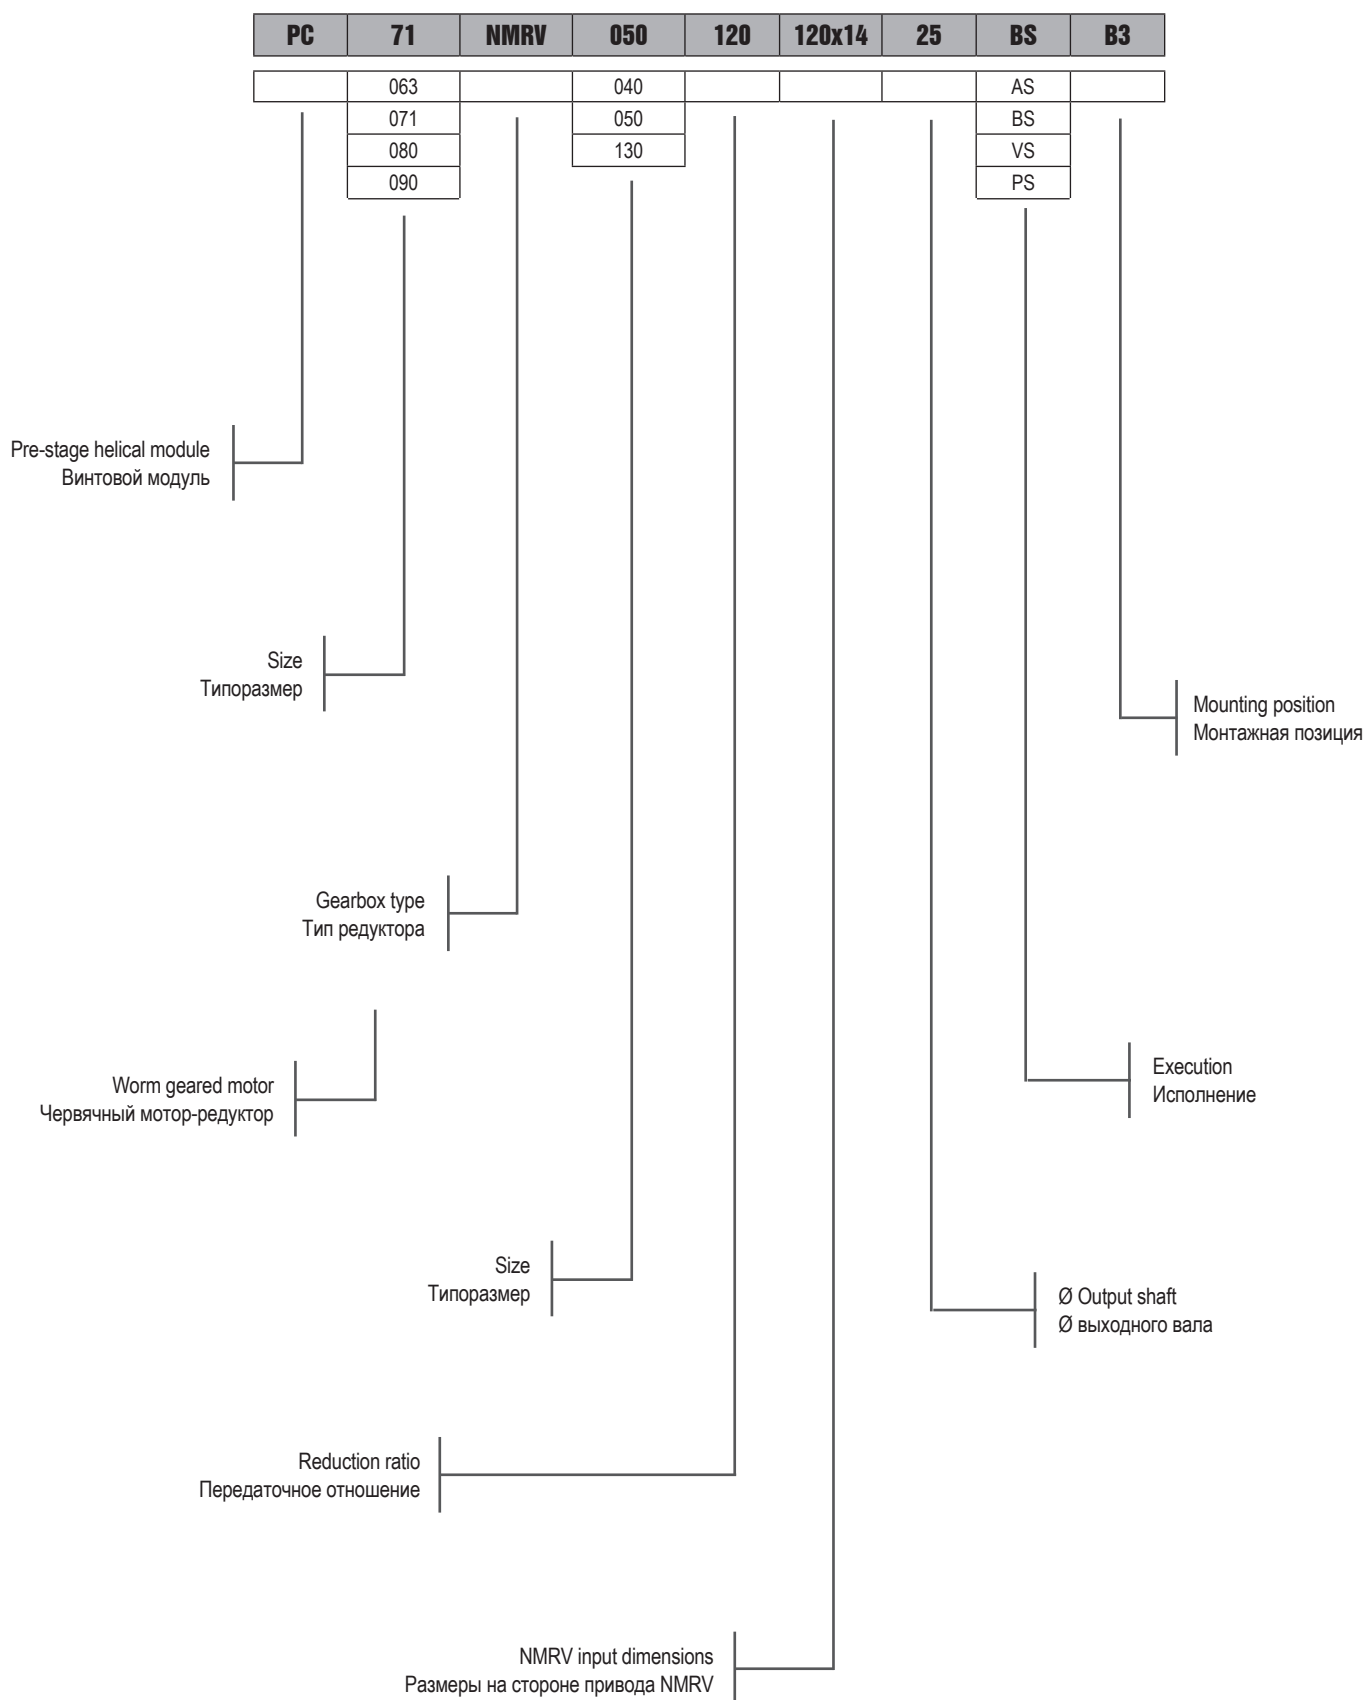 PC 71 NMRV 050 120 120x14 25 BS B3
063 040 AS
071 050 BS
080 130 VS
090 PS
Pre-stage helical module
Винтовой модуль
Size
Типоразмер
Mounting position
Монтажная позиция
Gearbox type
Тип редуктора
Worm geared motor
Червячный мотор-редуктор
Execution
Исполнение
Size
Типоразмер
Ø Output shaft
Ø выходного вала
Reduction ratio
Передаточное отношение
NMRV input dimensions
Размеры на стороне привода NMRV